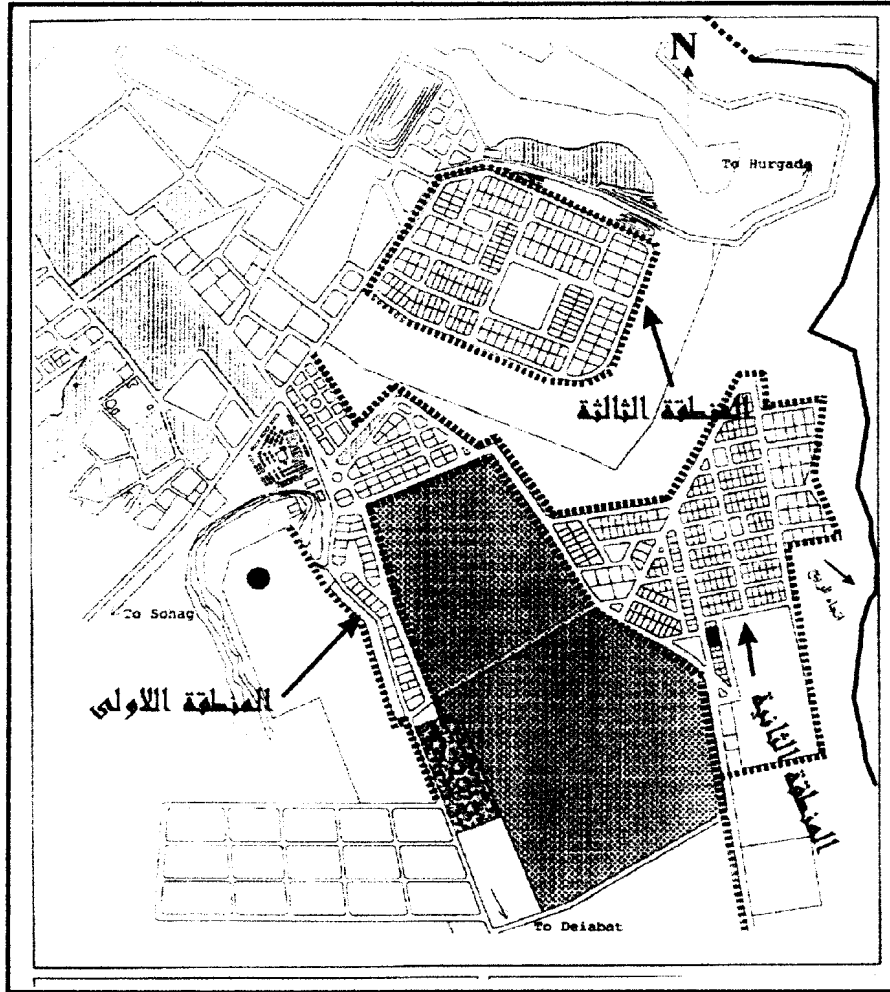 N
To Hurgada
المنطقة الثالثة
To Sohag
المنطقة الاولى
المنطقة الثانية
To Deiabat